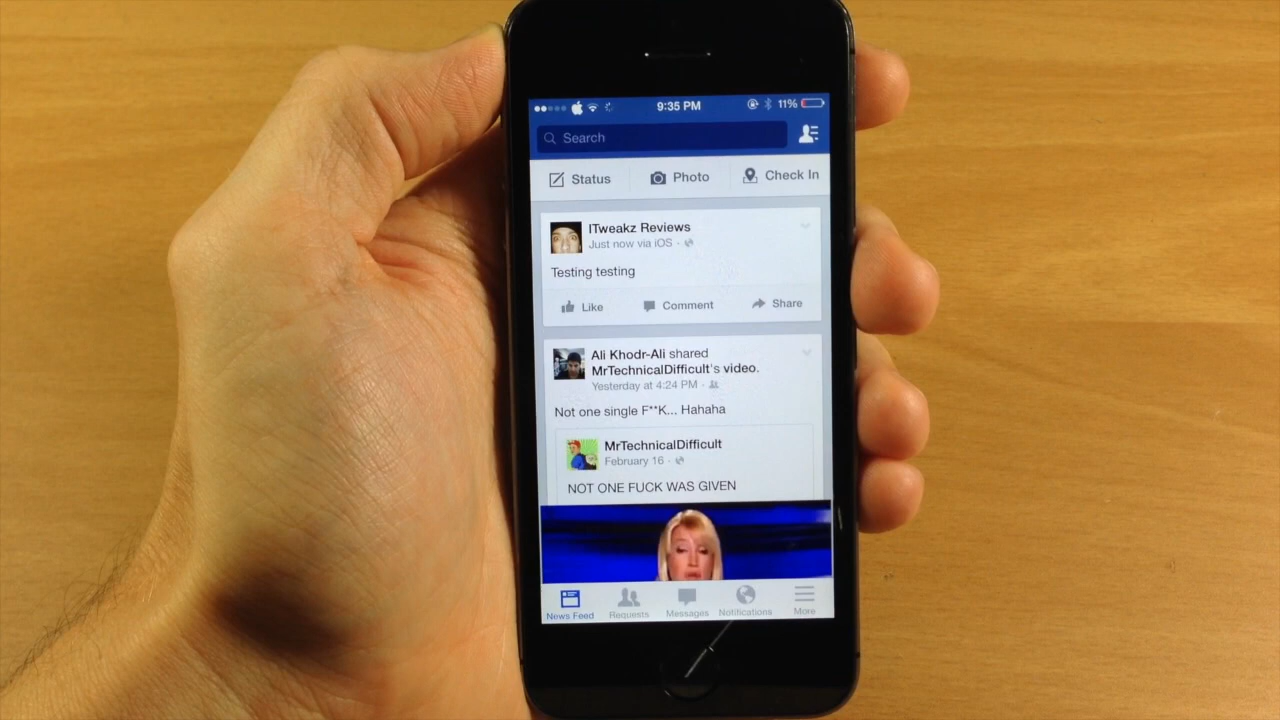 9:35 PM
11%
Search
Status
Photo
Check In
ITweakz Reviews
Just now via iOS
Testing testing
Like
Comment
Share
Ali Khodr-Ali shared
MrTechnicalDifficult's video.
Yesterday at 4:24 PM
Not one single F**K... Hahaha
MrTechnicalDifficult
February 16
NOT ONE FUCK WAS GIVEN
News Feed
Requests
Messages
Notifications
More